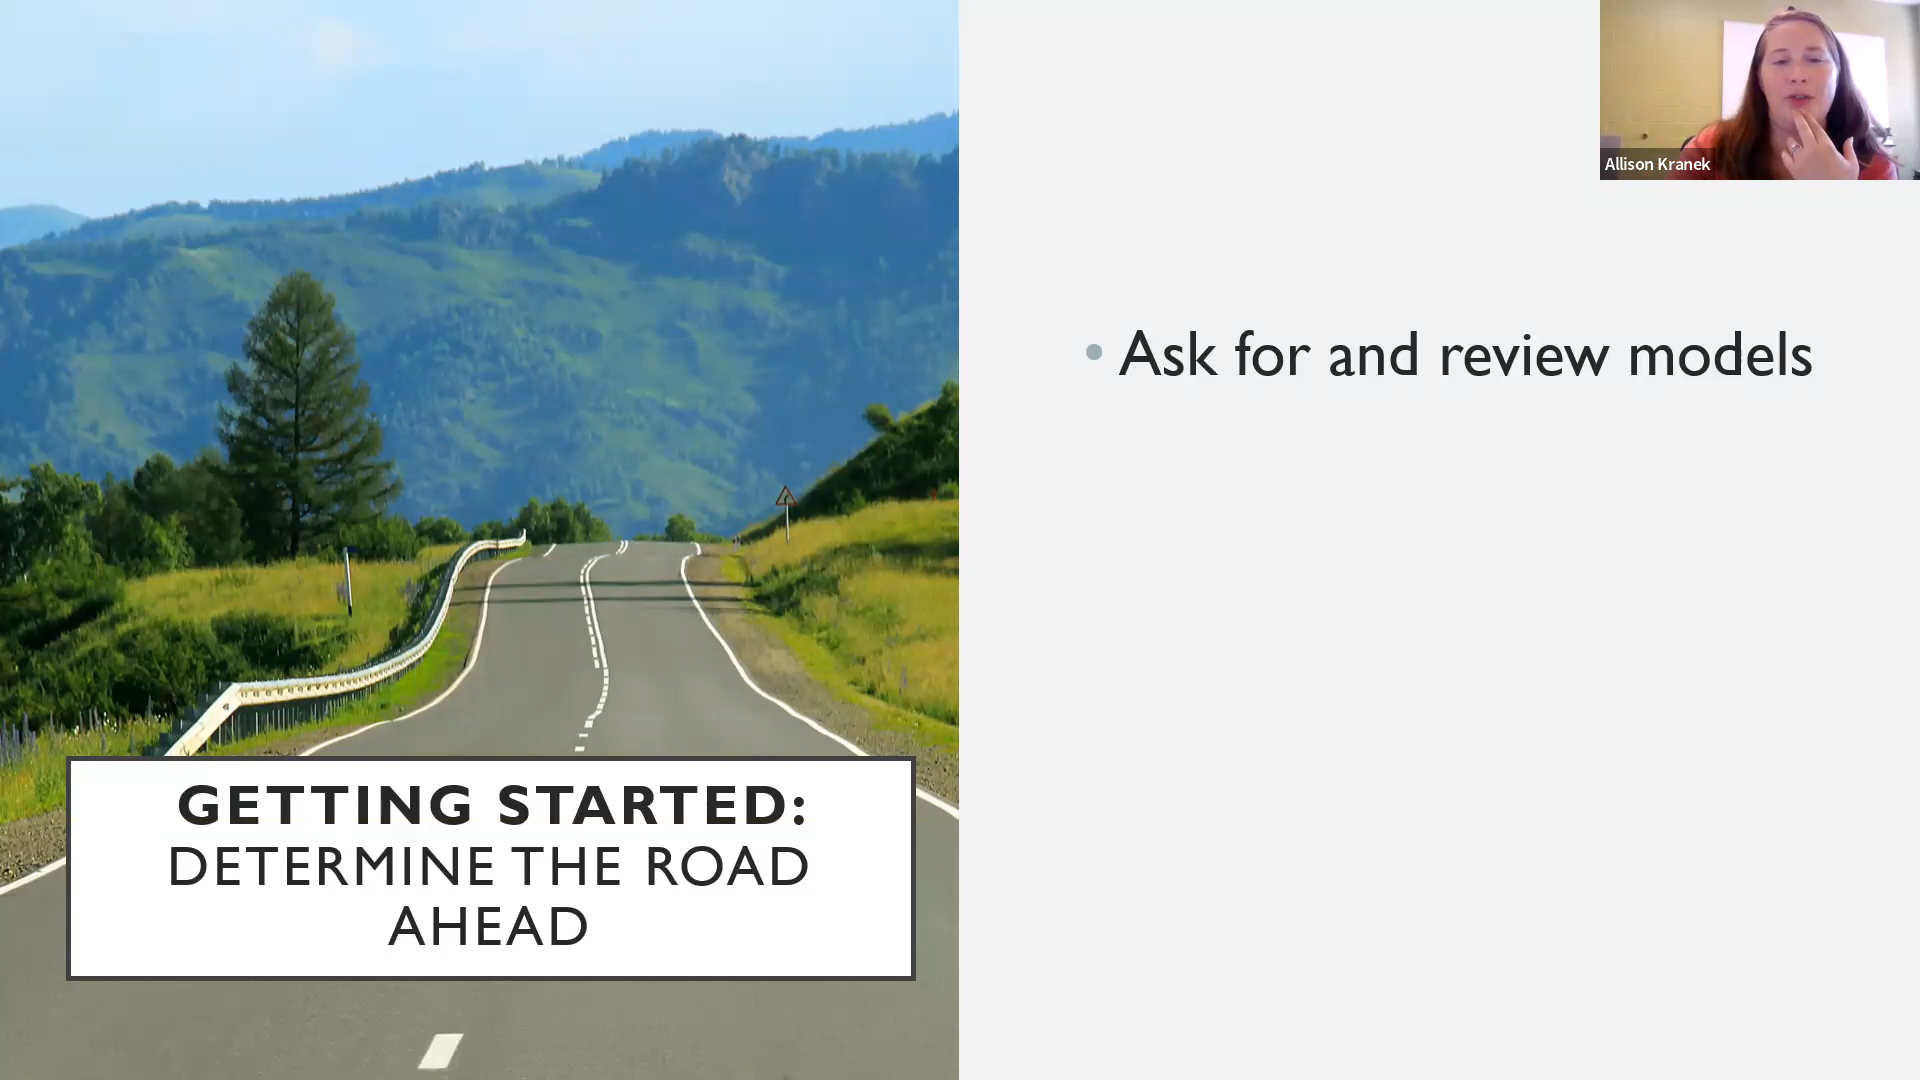 Allison Kranek
• Ask for and review models
GETTING STARTED:
DETERMINE THE ROAD
AHEAD